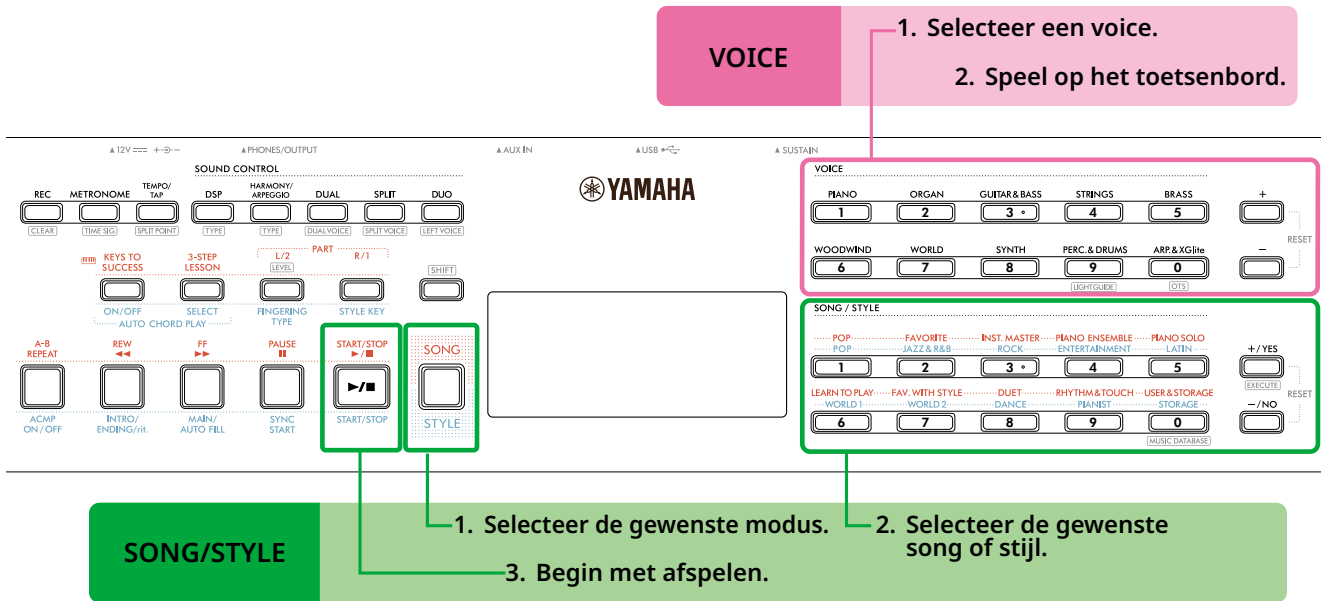 VOICE
1. Selecteer een voice.
2. Speel op het toetsenbord.
▲12V
▲PHONES/OUTPUT
▲AUX IN
▲USB
▲SUSTAIN
SOUND CONTROL
REC METRONOME TEMPO/TAP DSP HARMONY/ARPEGGIO DUAL SPLIT DUO
CLEAR TIME SIG. SPLIT POINT TYPE TYPE DUAL VOICE SPLIT VOICE LEFT VOICE
YAMAHA
PART
KEYS TO SUCCESS 3-STEP LESSON L/2 R/1
LEVEL SHIFT
ON/OFF SELECT FINGERING TYPE STYLE KEY
AUTO CHORD PLAY
A-B REPEAT REW ◀◀ FF ▶▶ PAUSE ⏸ START/STOP ▶/■ SONG
▶/■
ACMP ON/OFF INTRO/ENDING/rit. MAIN/AUTO FILL SYNC START START/STOP STYLE
VOICE
PIANO ORGAN GUITAR & BASS STRINGS BRASS +
1 2 3 4 5
RESET
WOODWIND WORLD SYNTH PERC. & DRUMS ARP. & XGlite −
6 7 8 9 0
LIGHTGUIDE OTS
SONG / STYLE
POP FAVORITE INST. MASTER PIANO ENSEMBLE PIANO SOLO
POP JAZZ & R&B ROCK ENTERTAINMENT LATIN +/YES
1 2 3 4 5
EXECUTE
RESET
LEARN TO PLAY FAV. WITH STYLE DUET RHYTHM & TOUCH USER & STORAGE
WORLD 1 WORLD 2 DANCE PIANIST STORAGE −/NO
6 7 8 9 0
MUSIC DATABASE
SONG/STYLE
1. Selecteer de gewenste modus.
2. Selecteer de gewenste
song of stijl.
3. Begin met afspelen.